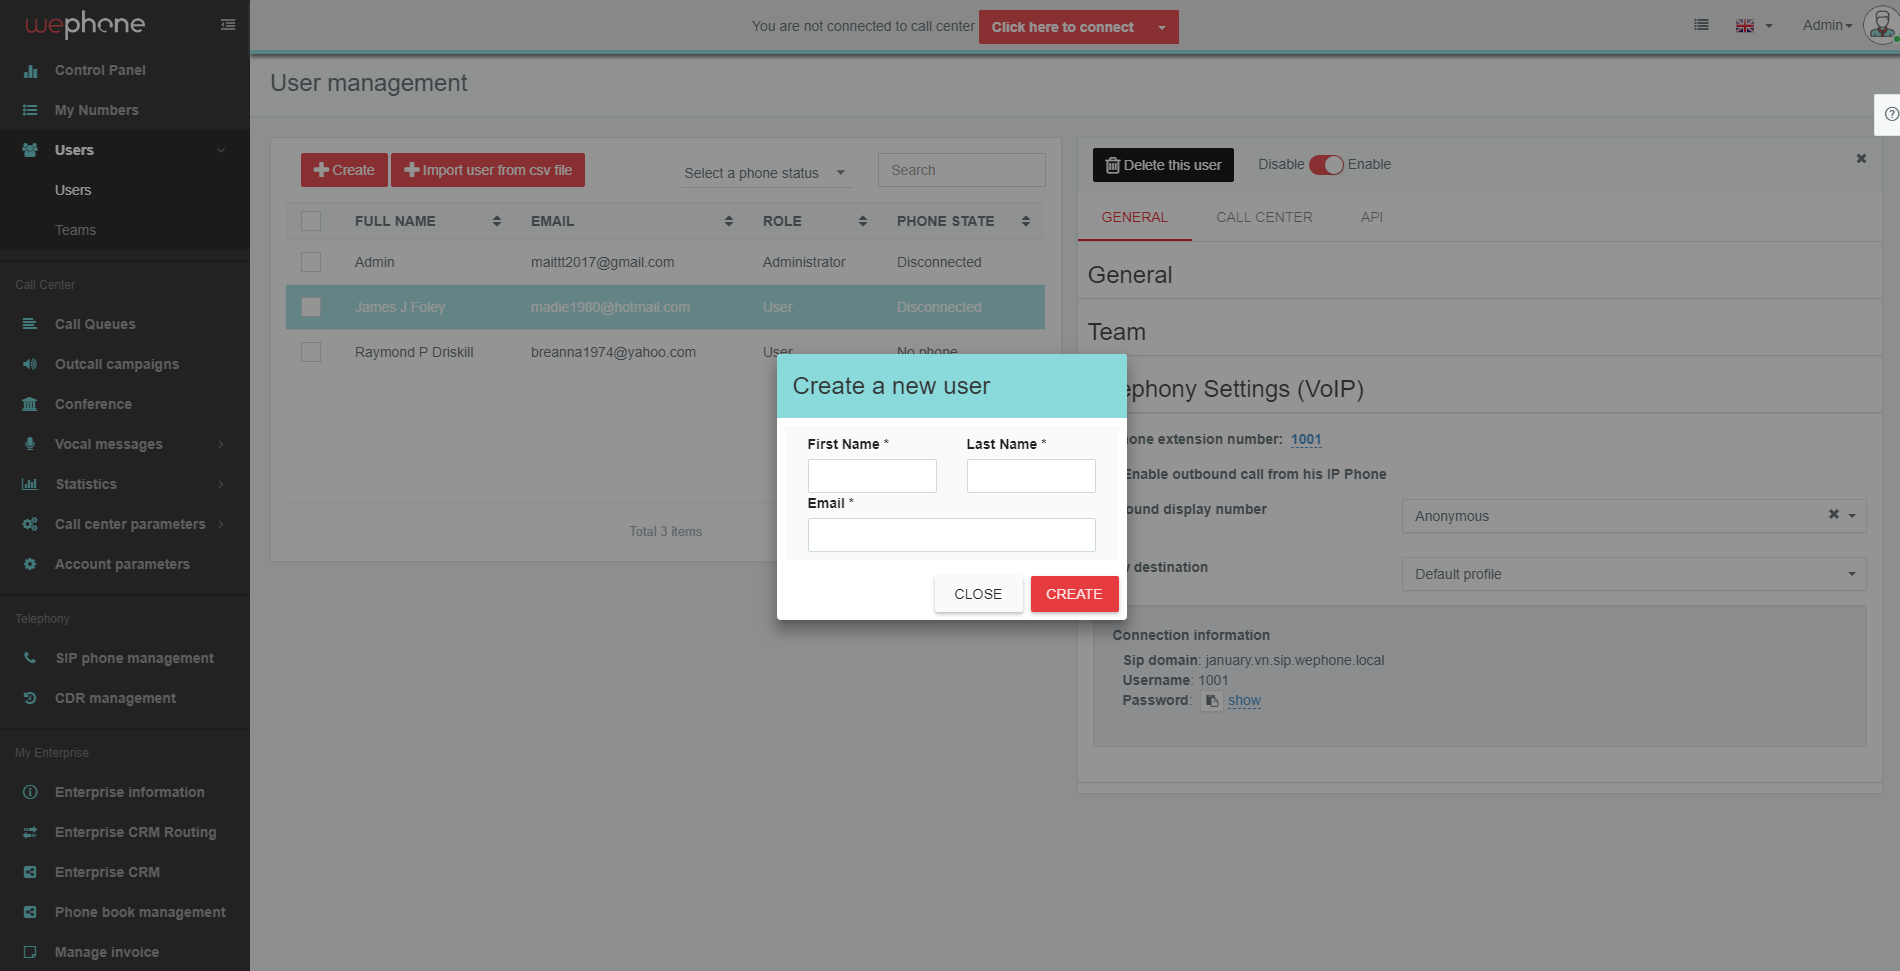 wephone
Control Panel
My Numbers
Users
Users
Teams
Call Center
Call Queues
Outcall campaigns
Conference
Vocal messages
Statistics
Call center parameters
Account parameters
Telephony
SIP phone management
CDR management
My Enterprise
Enterprise information
Enterprise CRM Routing
Enterprise CRM
Phone book management
Manage invoice
You are not connected to call center Click here to connect
Admin
User management
Create Import user from csv file Select a phone status Search
FULL NAME EMAIL ROLE PHONE STATE
Admin maittt2017@gmail.com Administrator Disconnected
James J Foley madie1980@hotmail.com User Disconnected
Raymond P Driskill breanna1974@yahoo.com User No phone
Total 3 items
Create a new user
First Name * Last Name *
Email *
CLOSE CREATE
Delete this user Disable Enable
GENERAL CALL CENTER API
General
Team
ephony Settings (VoIP)
one extension number: 1001
Enable outbound call from his IP Phone
ound display number Anonymous
y destination Default profile
Connection information
Sip domain: january.vn.sip.wephone.local
Username: 1001
Password: show